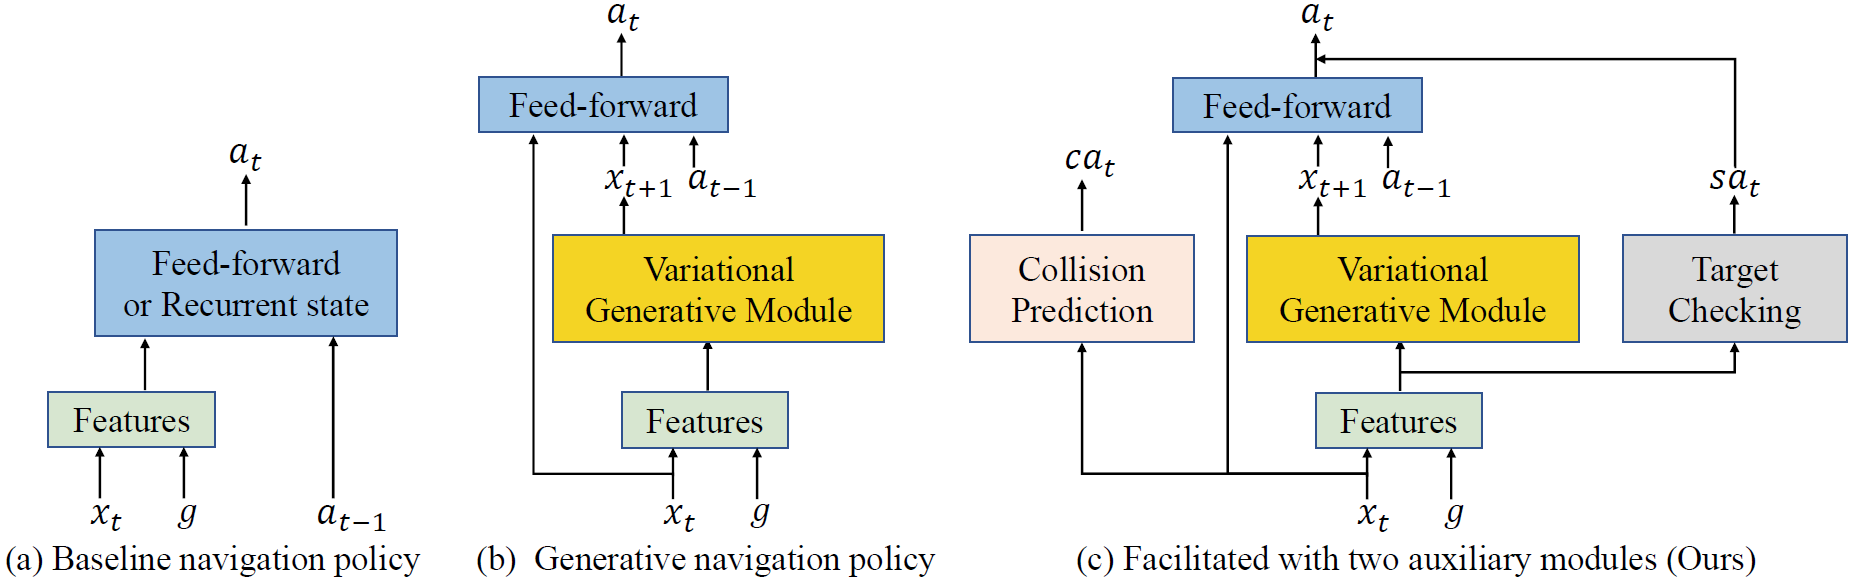 a_t
Feed-forward
or Recurrent state
Features
x_t g a_{t-1}
(a) Baseline navigation policy
a_t
Feed-forward
x_{t+1} a_{t-1}
Variational
Generative Module
Features
x_t g
(b) Generative navigation policy
a_t
Feed-forward
ca_t x_{t+1} a_{t-1} sa_t
Collision
Prediction
Variational
Generative Module
Target
Checking
Features
x_t g
(c) Facilitated with two auxiliary modules (Ours)